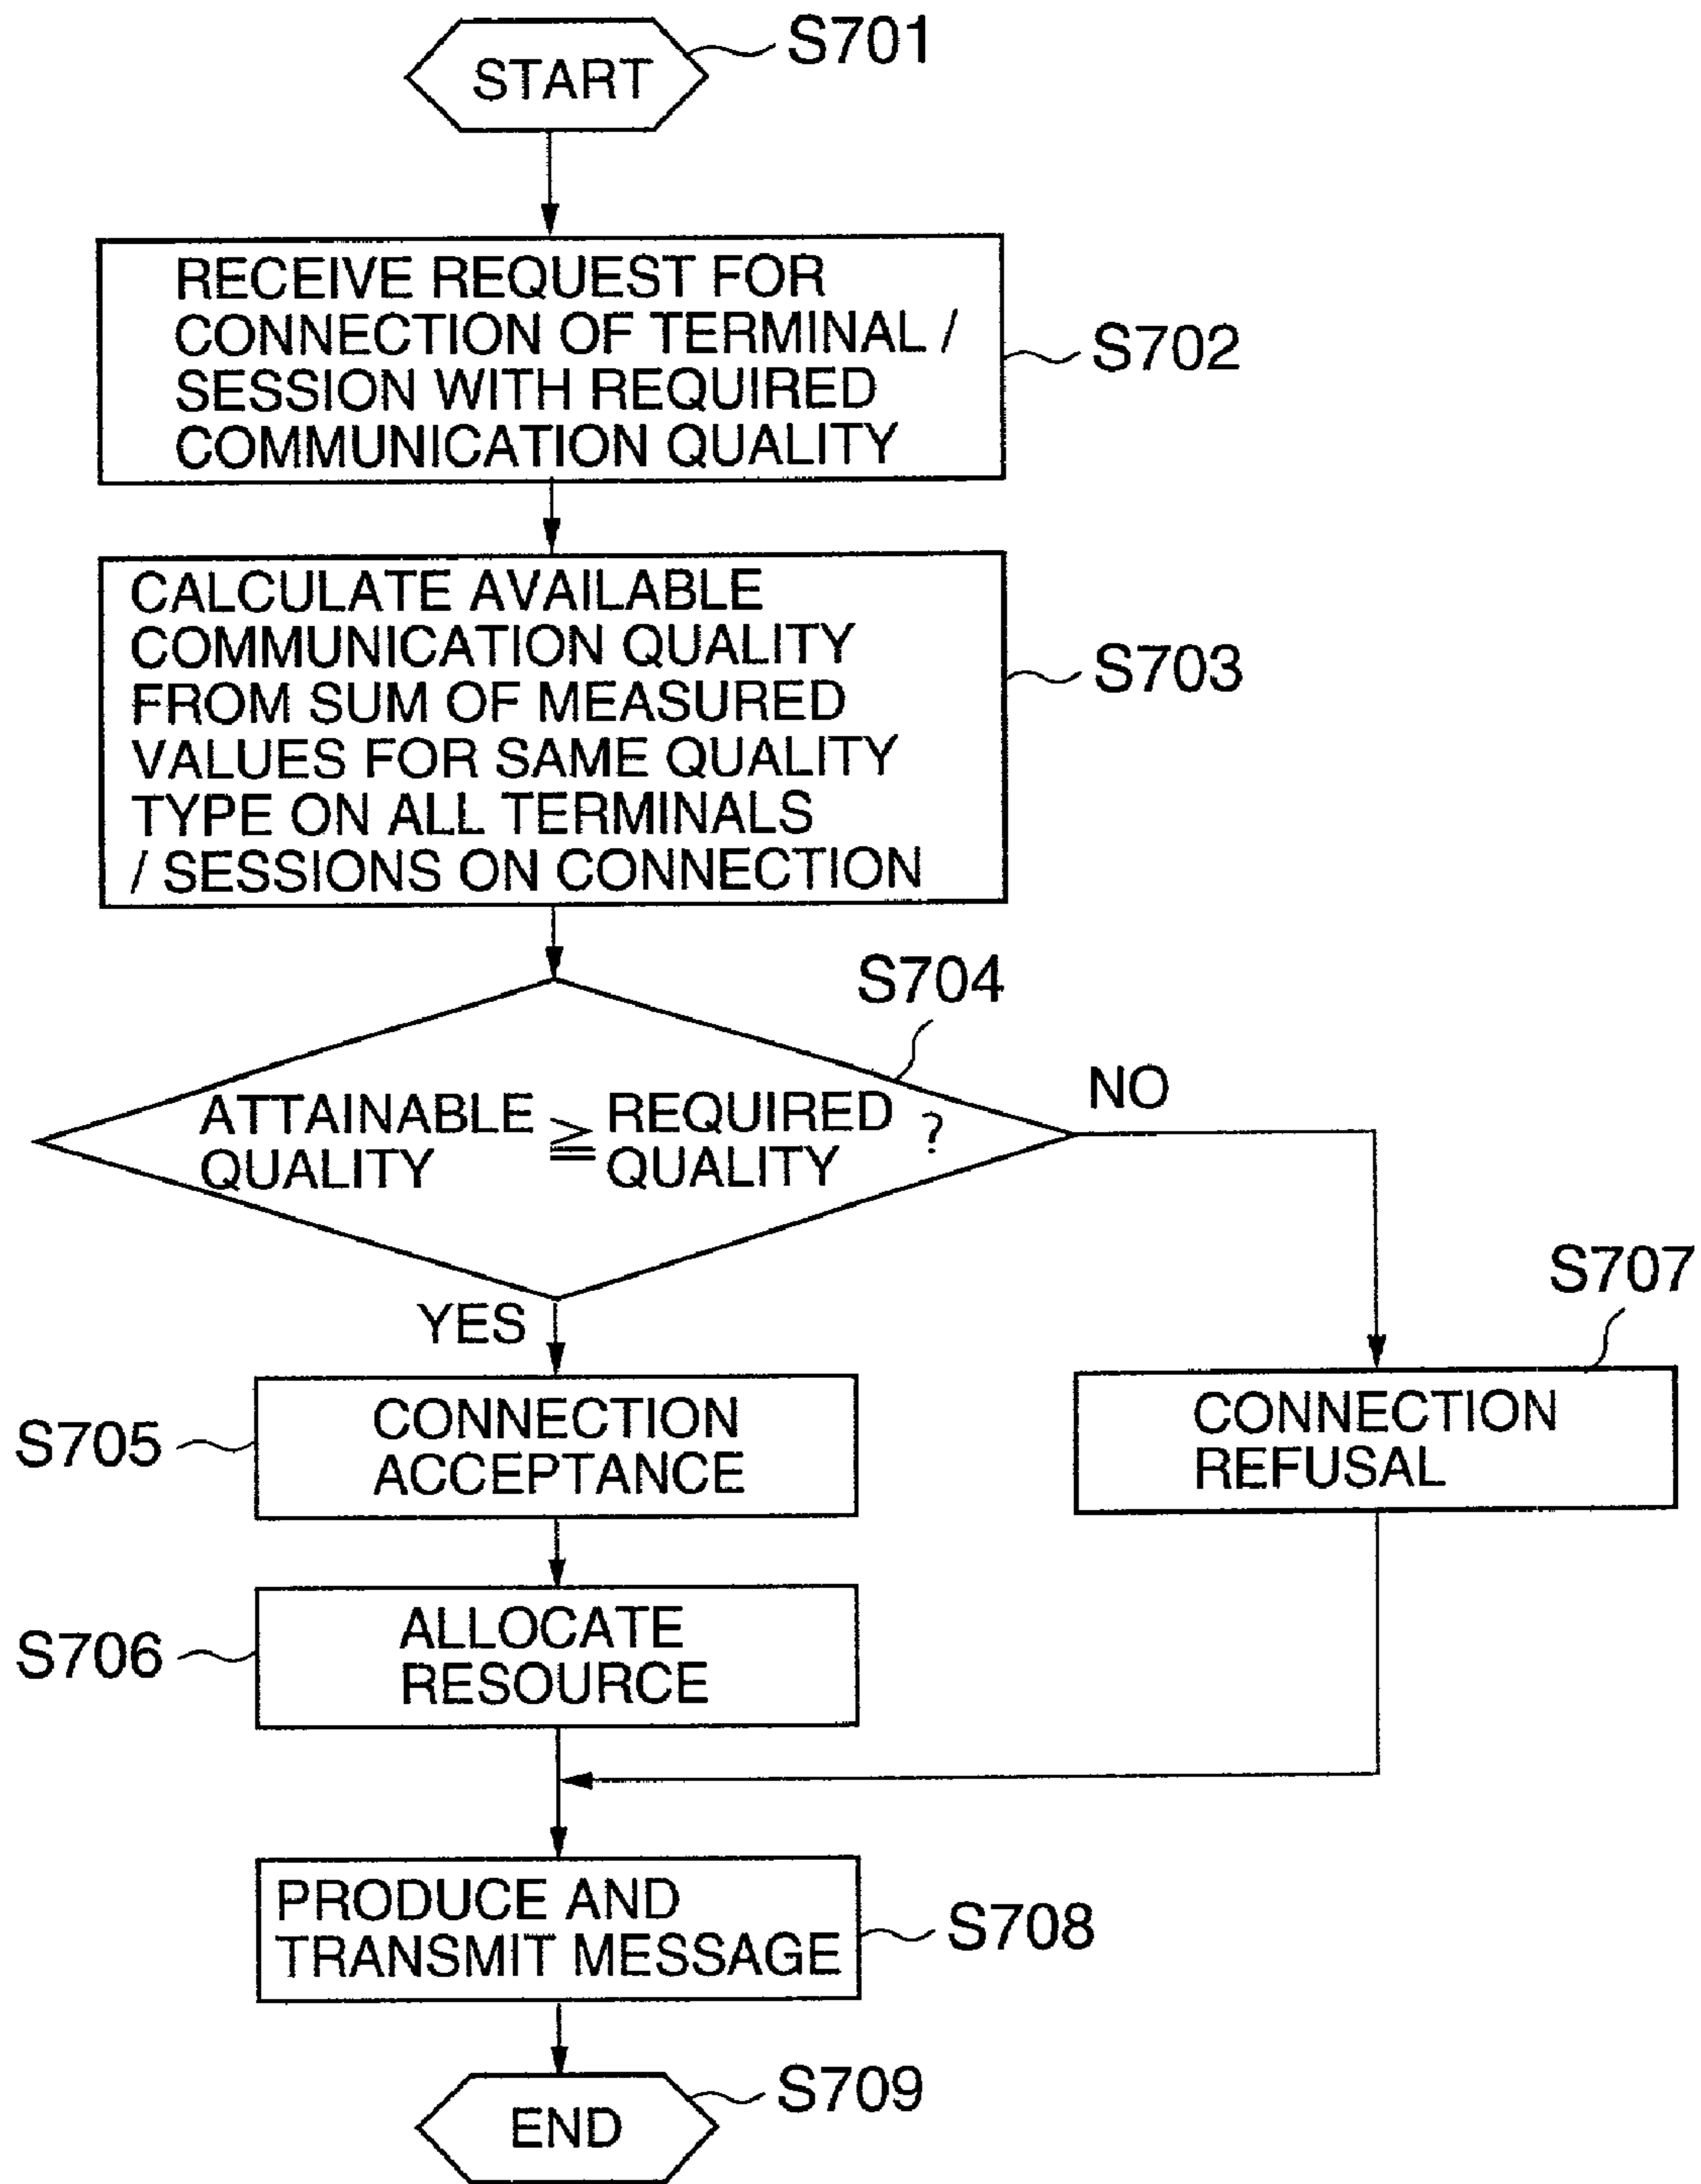 START
S701
RECEIVE REQUEST FOR
CONNECTION OF TERMINAL /
SESSION WITH REQUIRED
COMMUNICATION QUALITY
S702
CALCULATE AVAILABLE
COMMUNICATION QUALITY
FROM SUM OF MEASURED
VALUES FOR SAME QUALITY
TYPE ON ALL TERMINALS
/ SESSIONS ON CONNECTION
S703
S704
ATTAINABLE
QUALITY
≧
REQUIRED
QUALITY
?
NO
YES
S705
CONNECTION
ACCEPTANCE
S707
CONNECTION
REFUSAL
S706
ALLOCATE
RESOURCE
PRODUCE AND
TRANSMIT MESSAGE
S708
END
S709